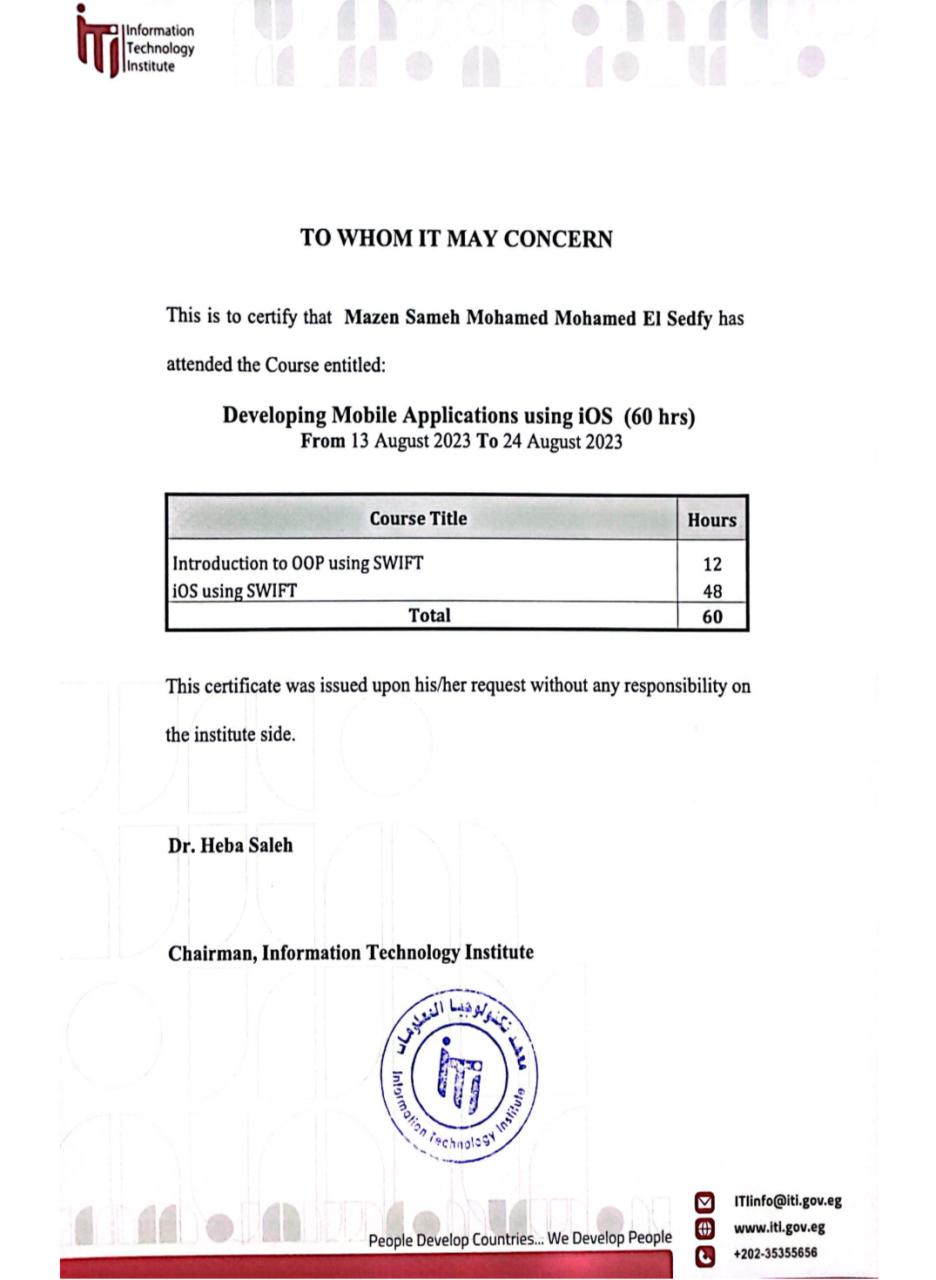 iTi
Information
Technology
Institute
TO WHOM IT MAY CONCERN
This is to certify that Mazen Sameh Mohamed Mohamed El Sedfy has
attended the Course entitled:
Developing Mobile Applications using iOS (60 hrs)
From 13 August 2023 To 24 August 2023
Course Title Hours
Introduction to OOP using SWIFT 12
iOS using SWIFT 48
Total 60
This certificate was issued upon his/her request without any responsibility on
the institute side.
Dr. Heba Saleh
Chairman, Information Technology Institute
معهد تكنولوجيا المعلومات
iTi
Information Technology Institute
People Develop Countries... We Develop People
ITIinfo@iti.gov.eg
www.iti.gov.eg
+202-35355656